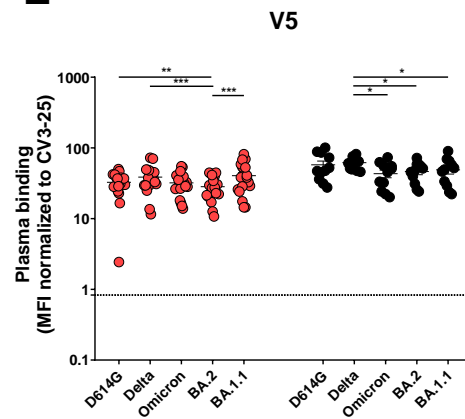 V5
**
*
***
*
*
***
1000
100
10
1
0.1
Plasma binding
(MFI normalized to CV3-25)
D614G
Delta
Omicron
BA.2
BA.1.1
D614G
Delta
Omicron
BA.2
BA.1.1